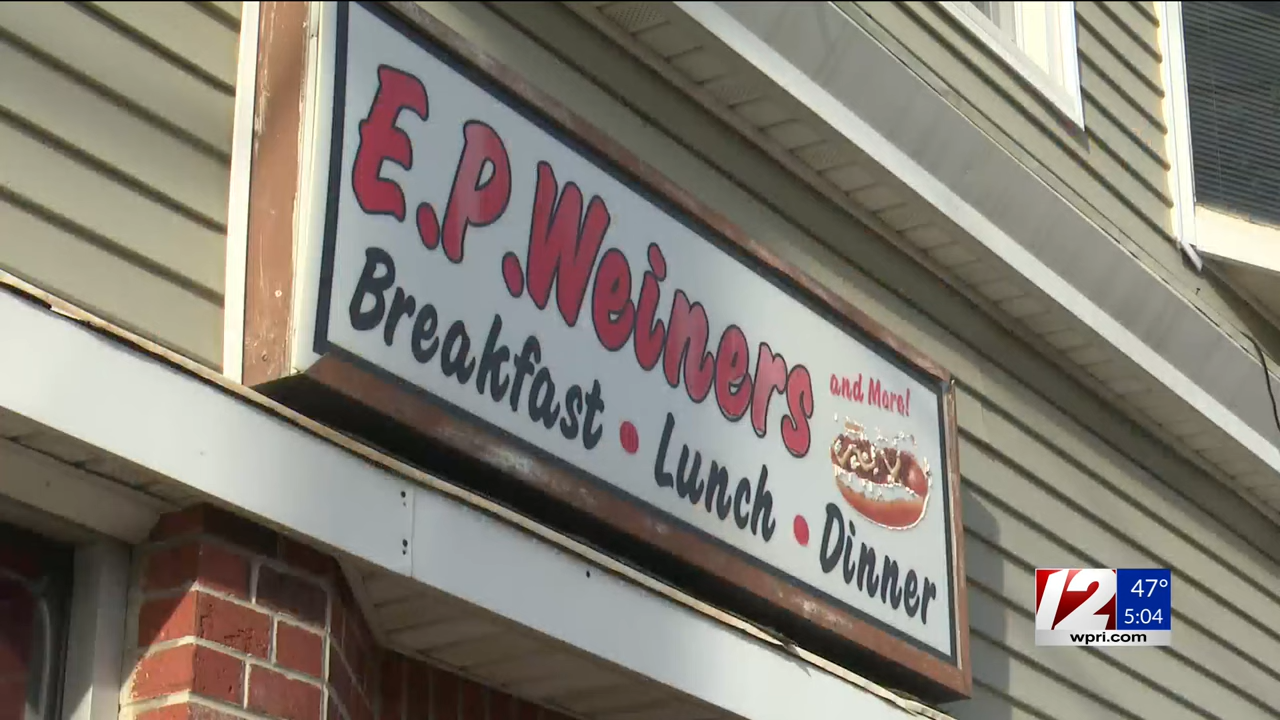 E.P. Weiners
and More!
Breakfast • Lunch • Dinner
12
47°
5:04
wpri.com